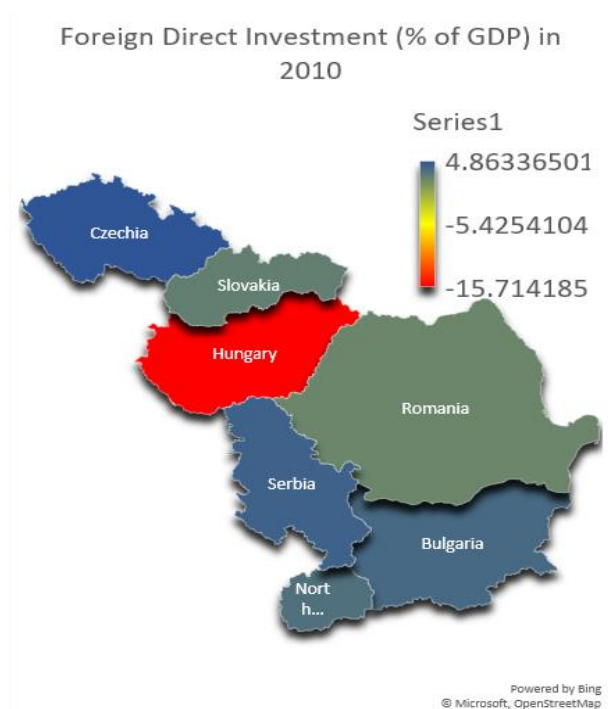 Foreign Direct Investment (% of GDP) in
2010
Series1
4.86336501
-5.4254104
-15.714185
Czechia
Slovakia
Hungary
Romania
Serbia
Bulgaria
Nort
h...
Powered by Bing
© Microsoft, OpenStreetMap